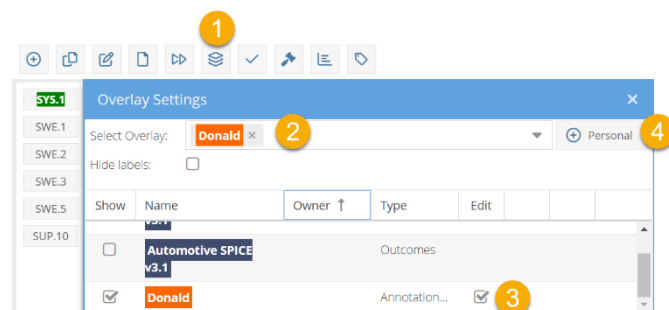 1
SYS.1
Overlay Settings
SWE.1
Select Overlay:
Donald ×
2
Personal
4
SWE.2
Hide labels:
SWE.3
SWE.5
Show Name Owner ↑ Type Edit
SUP.10
v3.1
Automotive SPICE
v3.1
Outcomes
Donald
Annotation...
3